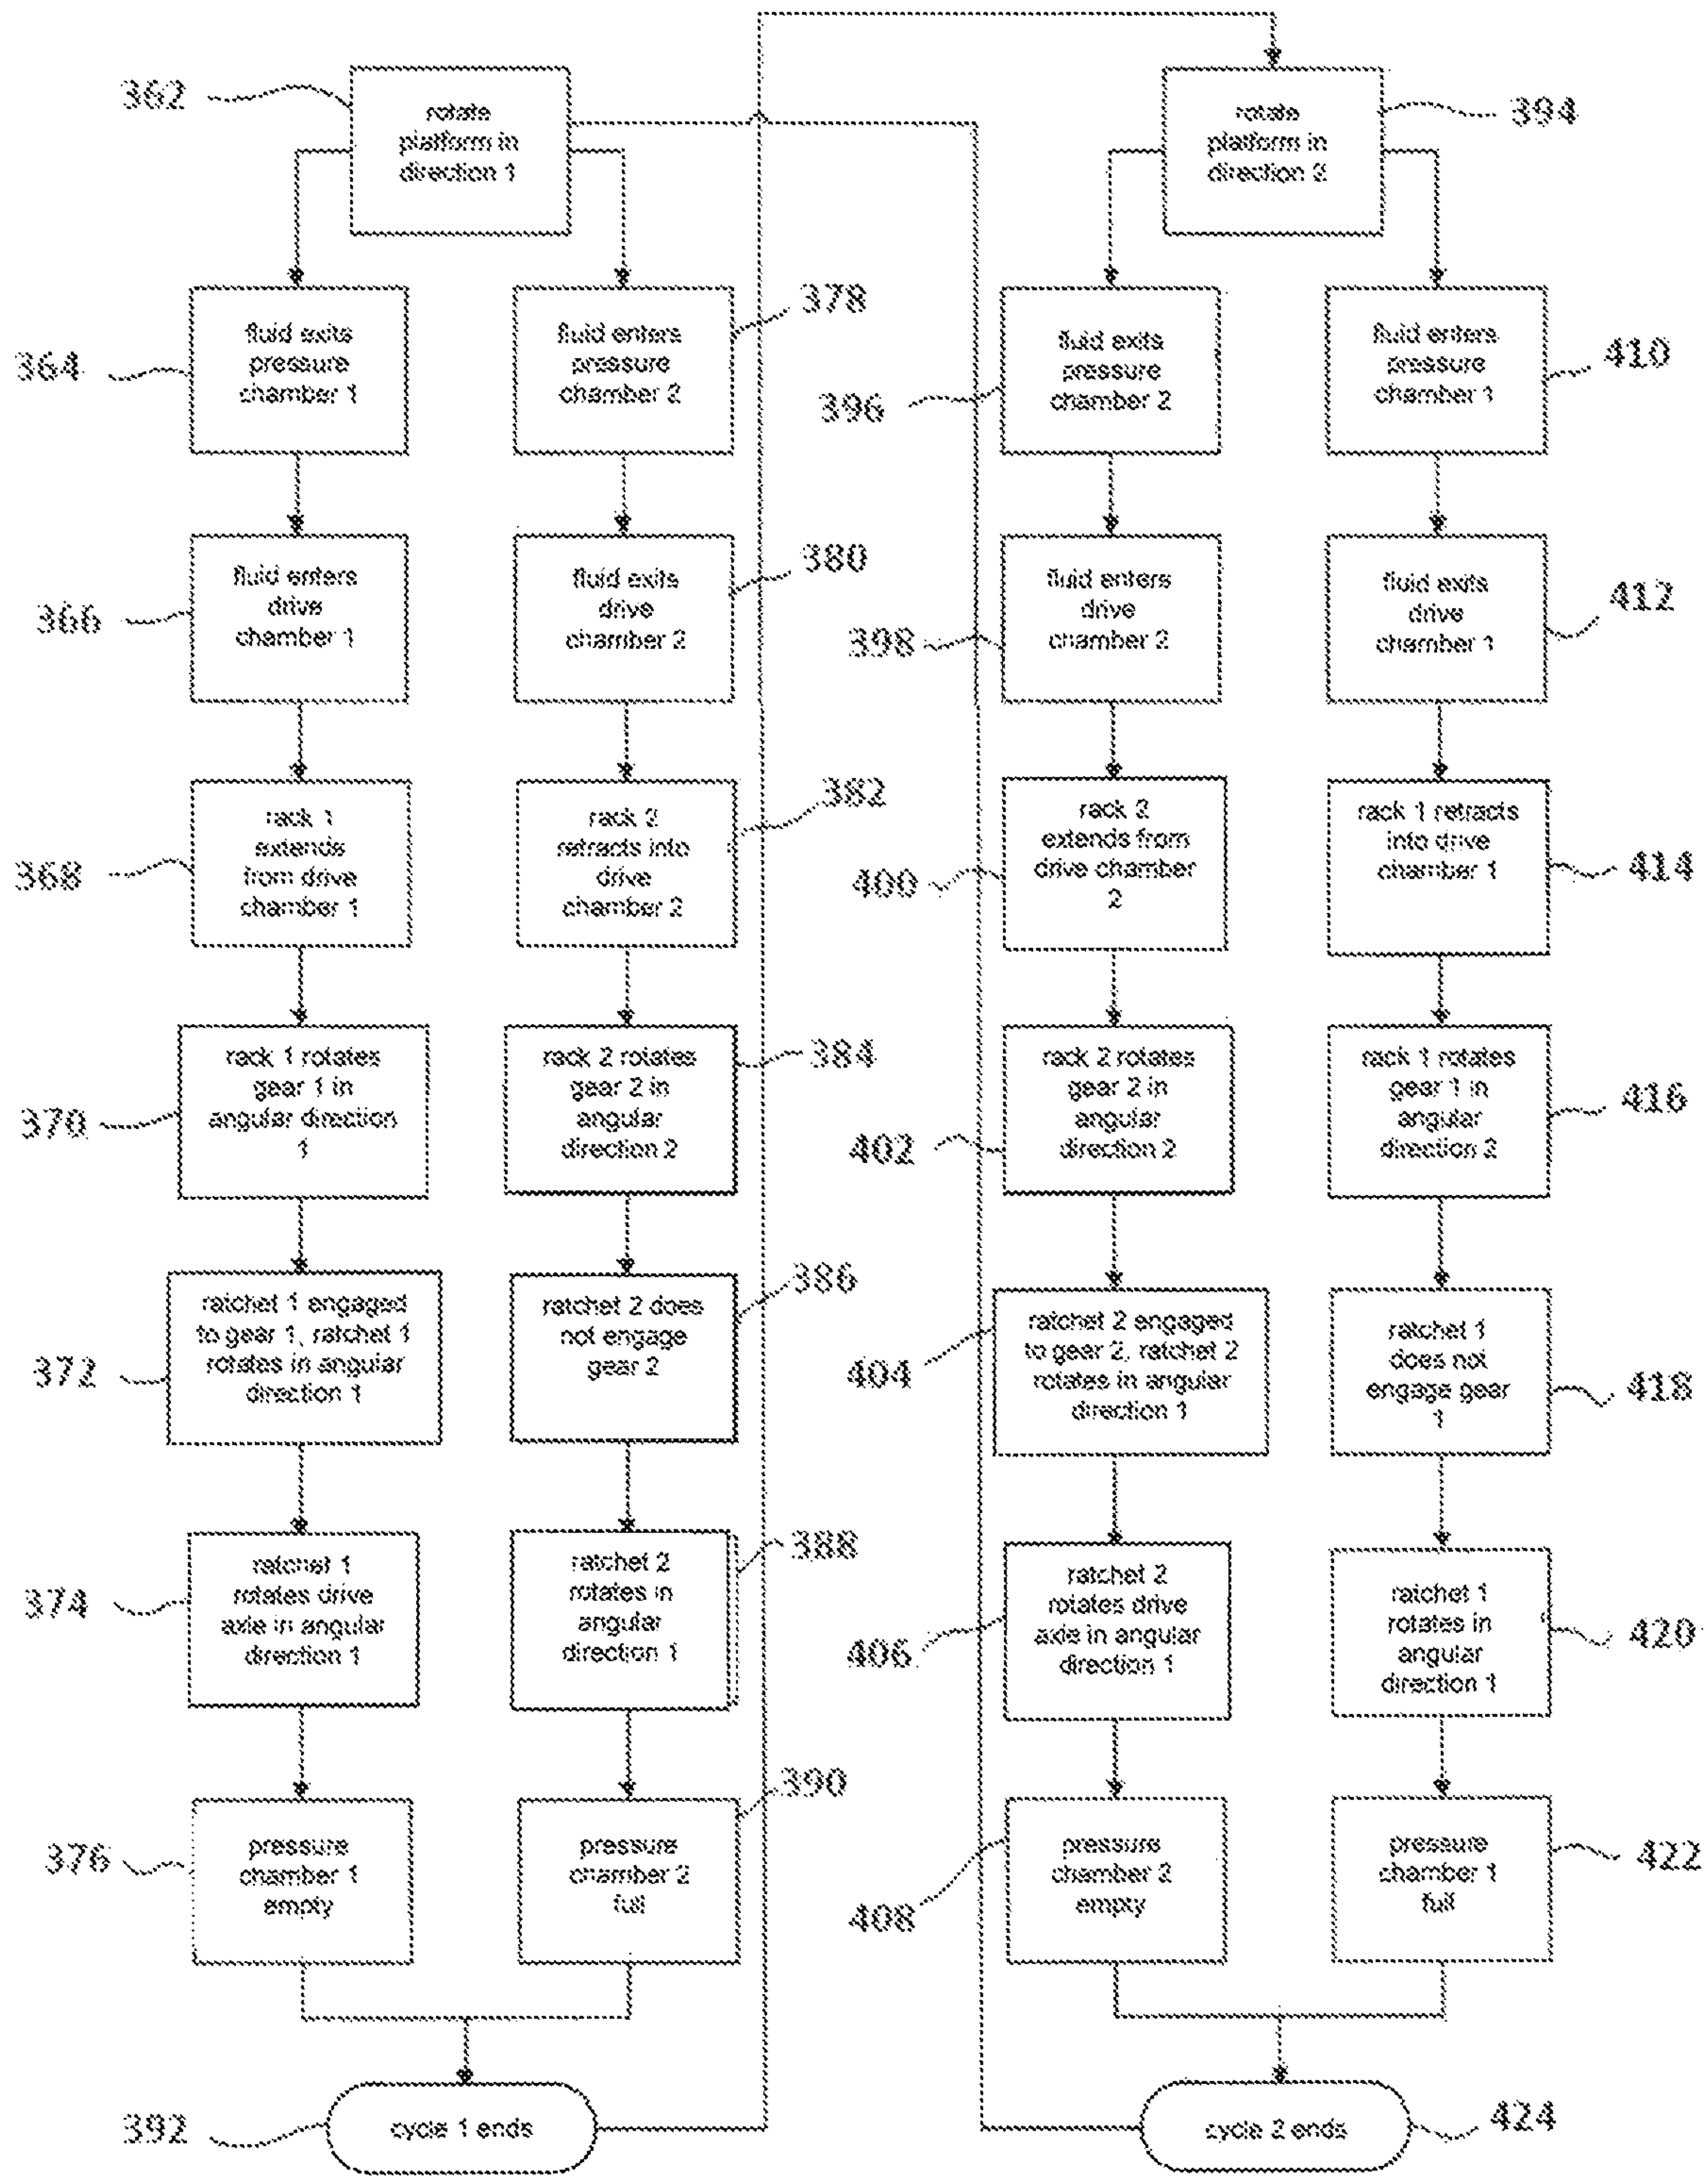 362
rotate
platform in
direction 1
364
fluid exits
pressure
chamber 1
366
fluid enters
drive
chamber 1
368
rack 1
extends
from drive
chamber 1
370
rack 1 rotates
gear 1 in
angular direction
1
372
ratchet 1 engaged
to gear 1, ratchet 1
rotates in angular
direction 1
374
ratchet 1
rotates drive
axle in angular
direction 1
376
pressure
chamber 1
empty
378
fluid enters
pressure
chamber 2
380
fluid exits
drive
chamber 2
382
rack 2
retracts into
drive
chamber 2
384
rack 2 rotates
gear 2 in
angular
direction 2
386
ratchet 2 does
not engage
gear 2
388
ratchet 2
rotates in
angular
direction 1
390
pressure
chamber 2
full
392
cycle 1 ends
394
rotate
platform in
direction 2
396
fluid exits
pressure
chamber 2
398
fluid enters
drive
chamber 2
400
rack 2
extends from
drive chamber
2
402
rack 2 rotates
gear 2 in
angular
direction 2
404
ratchet 2 engaged
to gear 2, ratchet 2
rotates in angular
direction 1
406
ratchet 2
rotates drive
axle in angular
direction 1
408
pressure
chamber 2
empty
410
fluid enters
pressure
chamber 1
412
fluid exits
drive
chamber 1
414
rack 1 retracts
into drive
chamber 1
416
rack 1 rotates
gear 1 in
angular
direction 2
418
ratchet 1
does not
engage gear
1
420
ratchet 1
rotates in
angular
direction 1
422
pressure
chamber 1
full
424
cycle 2 ends